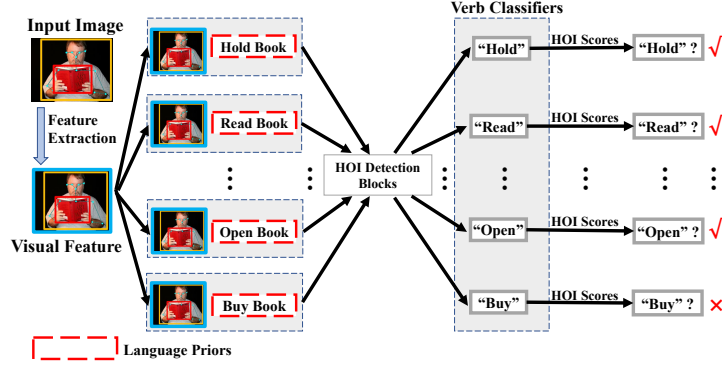 Input Image
Feature
Extraction
Visual Feature
Hold Book
Read Book
Open Book
Buy Book
Language Priors
HOI Detection
Blocks
Verb Classifiers
“Hold”
HOI Scores
“Hold” ?
“Read”
HOI Scores
“Read” ?
“Open”
HOI Scores
“Open” ?
“Buy”
HOI Scores
“Buy” ?